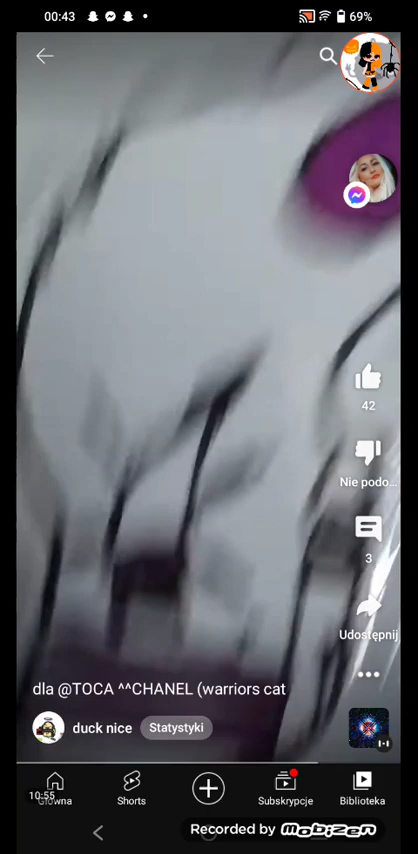 00:43
69%
42
Nie podo...
3
Udostępnij
dla @TOCA ^^CHANEL (warriors cat
duck nice
Statystyki
10:55
Główna
Shorts
Subskrypcje
Biblioteka
Recorded by Mobizen